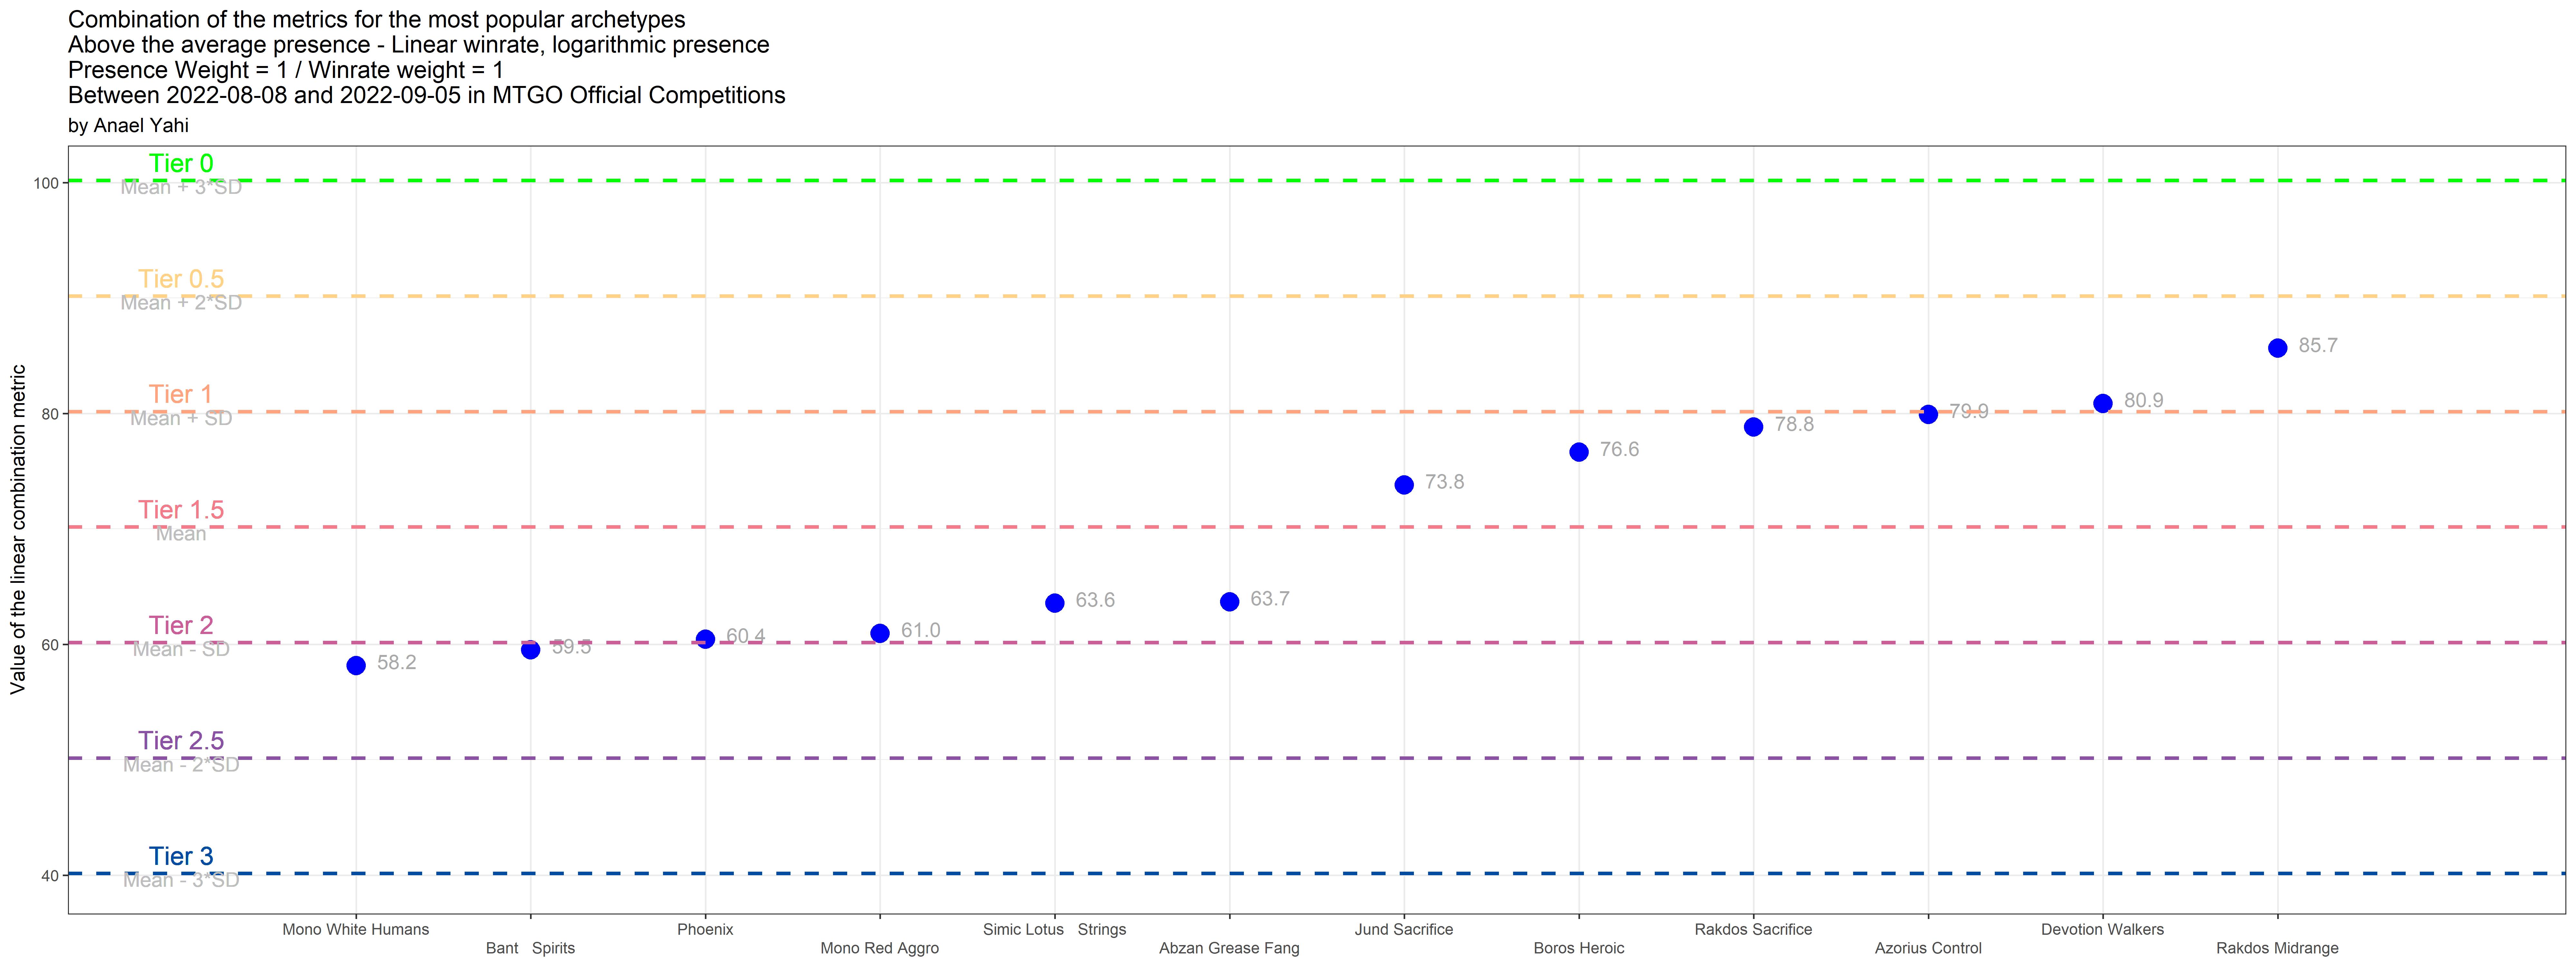 Combination of the metrics for the most popular archetypes
Above the average presence - Linear winrate, logarithmic presence
Presence Weight = 1 / Winrate weight = 1
Between 2022-08-08 and 2022-09-05 in MTGO Official Competitions
by Anael Yahi
Value of the linear combination metric
100
80
60
40
Tier 0
Mean + 3*SD
Tier 0.5
Mean + 2*SD
Tier 1
Mean + SD
Tier 1.5
Mean
Tier 2
Mean - SD
Tier 2.5
Mean - 2*SD
Tier 3
Mean - 3*SD
58.2
59.5
60.4
61.0
63.6
63.7
73.8
76.6
78.8
79.9
80.9
85.7
Mono White Humans
Bant   Spirits
Phoenix
Mono Red Aggro
Simic Lotus   Strings
Abzan Grease Fang
Jund Sacrifice
Boros Heroic
Rakdos Sacrifice
Azorius Control
Devotion Walkers
Rakdos Midrange